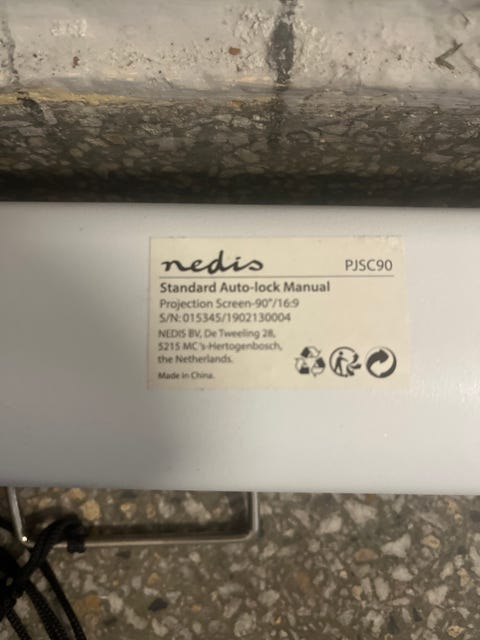 nedis PJSC90
Standard Auto-lock Manual
Projection Screen-90"/16:9
S/N: 015345/1902130004
NEDIS BV, De Tweeling 28,
5215 MC 's-Hertogenbosch,
the Netherlands.
Made in China.